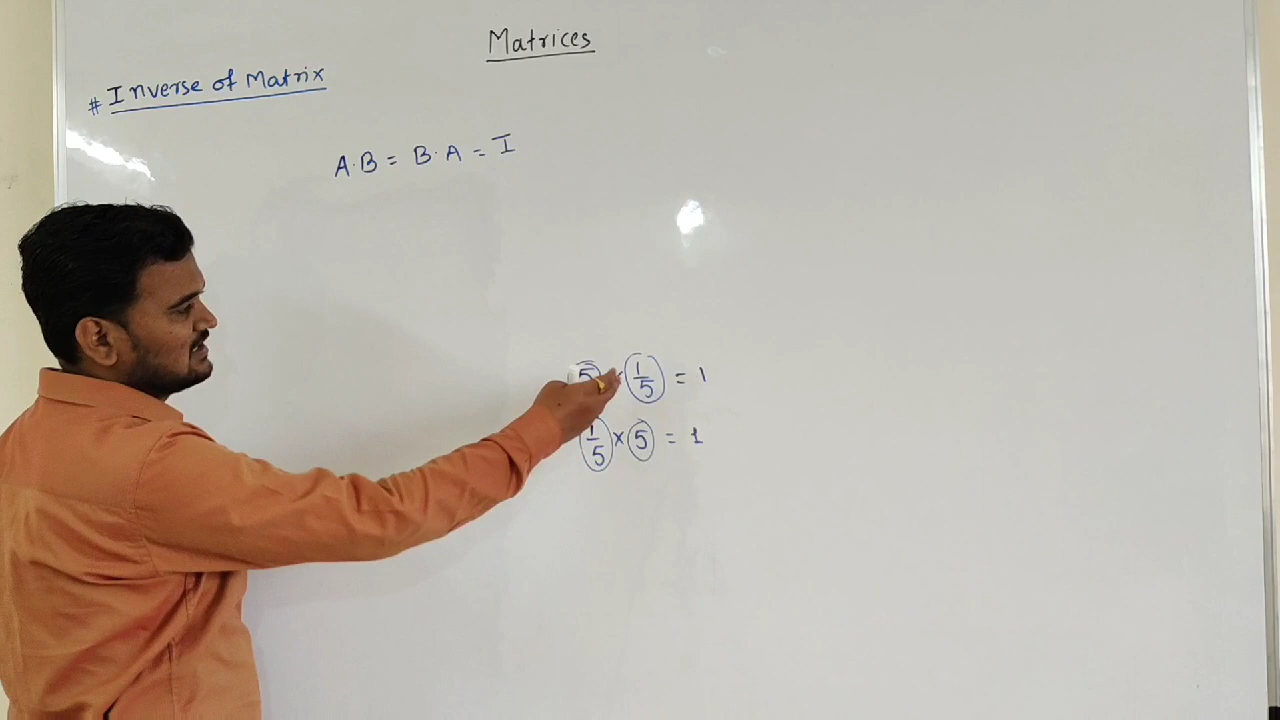 Matrices
# Inverse of Matrix
A·B = B·A = I
5 × 1/5 = 1
1/5 × 5 = 1